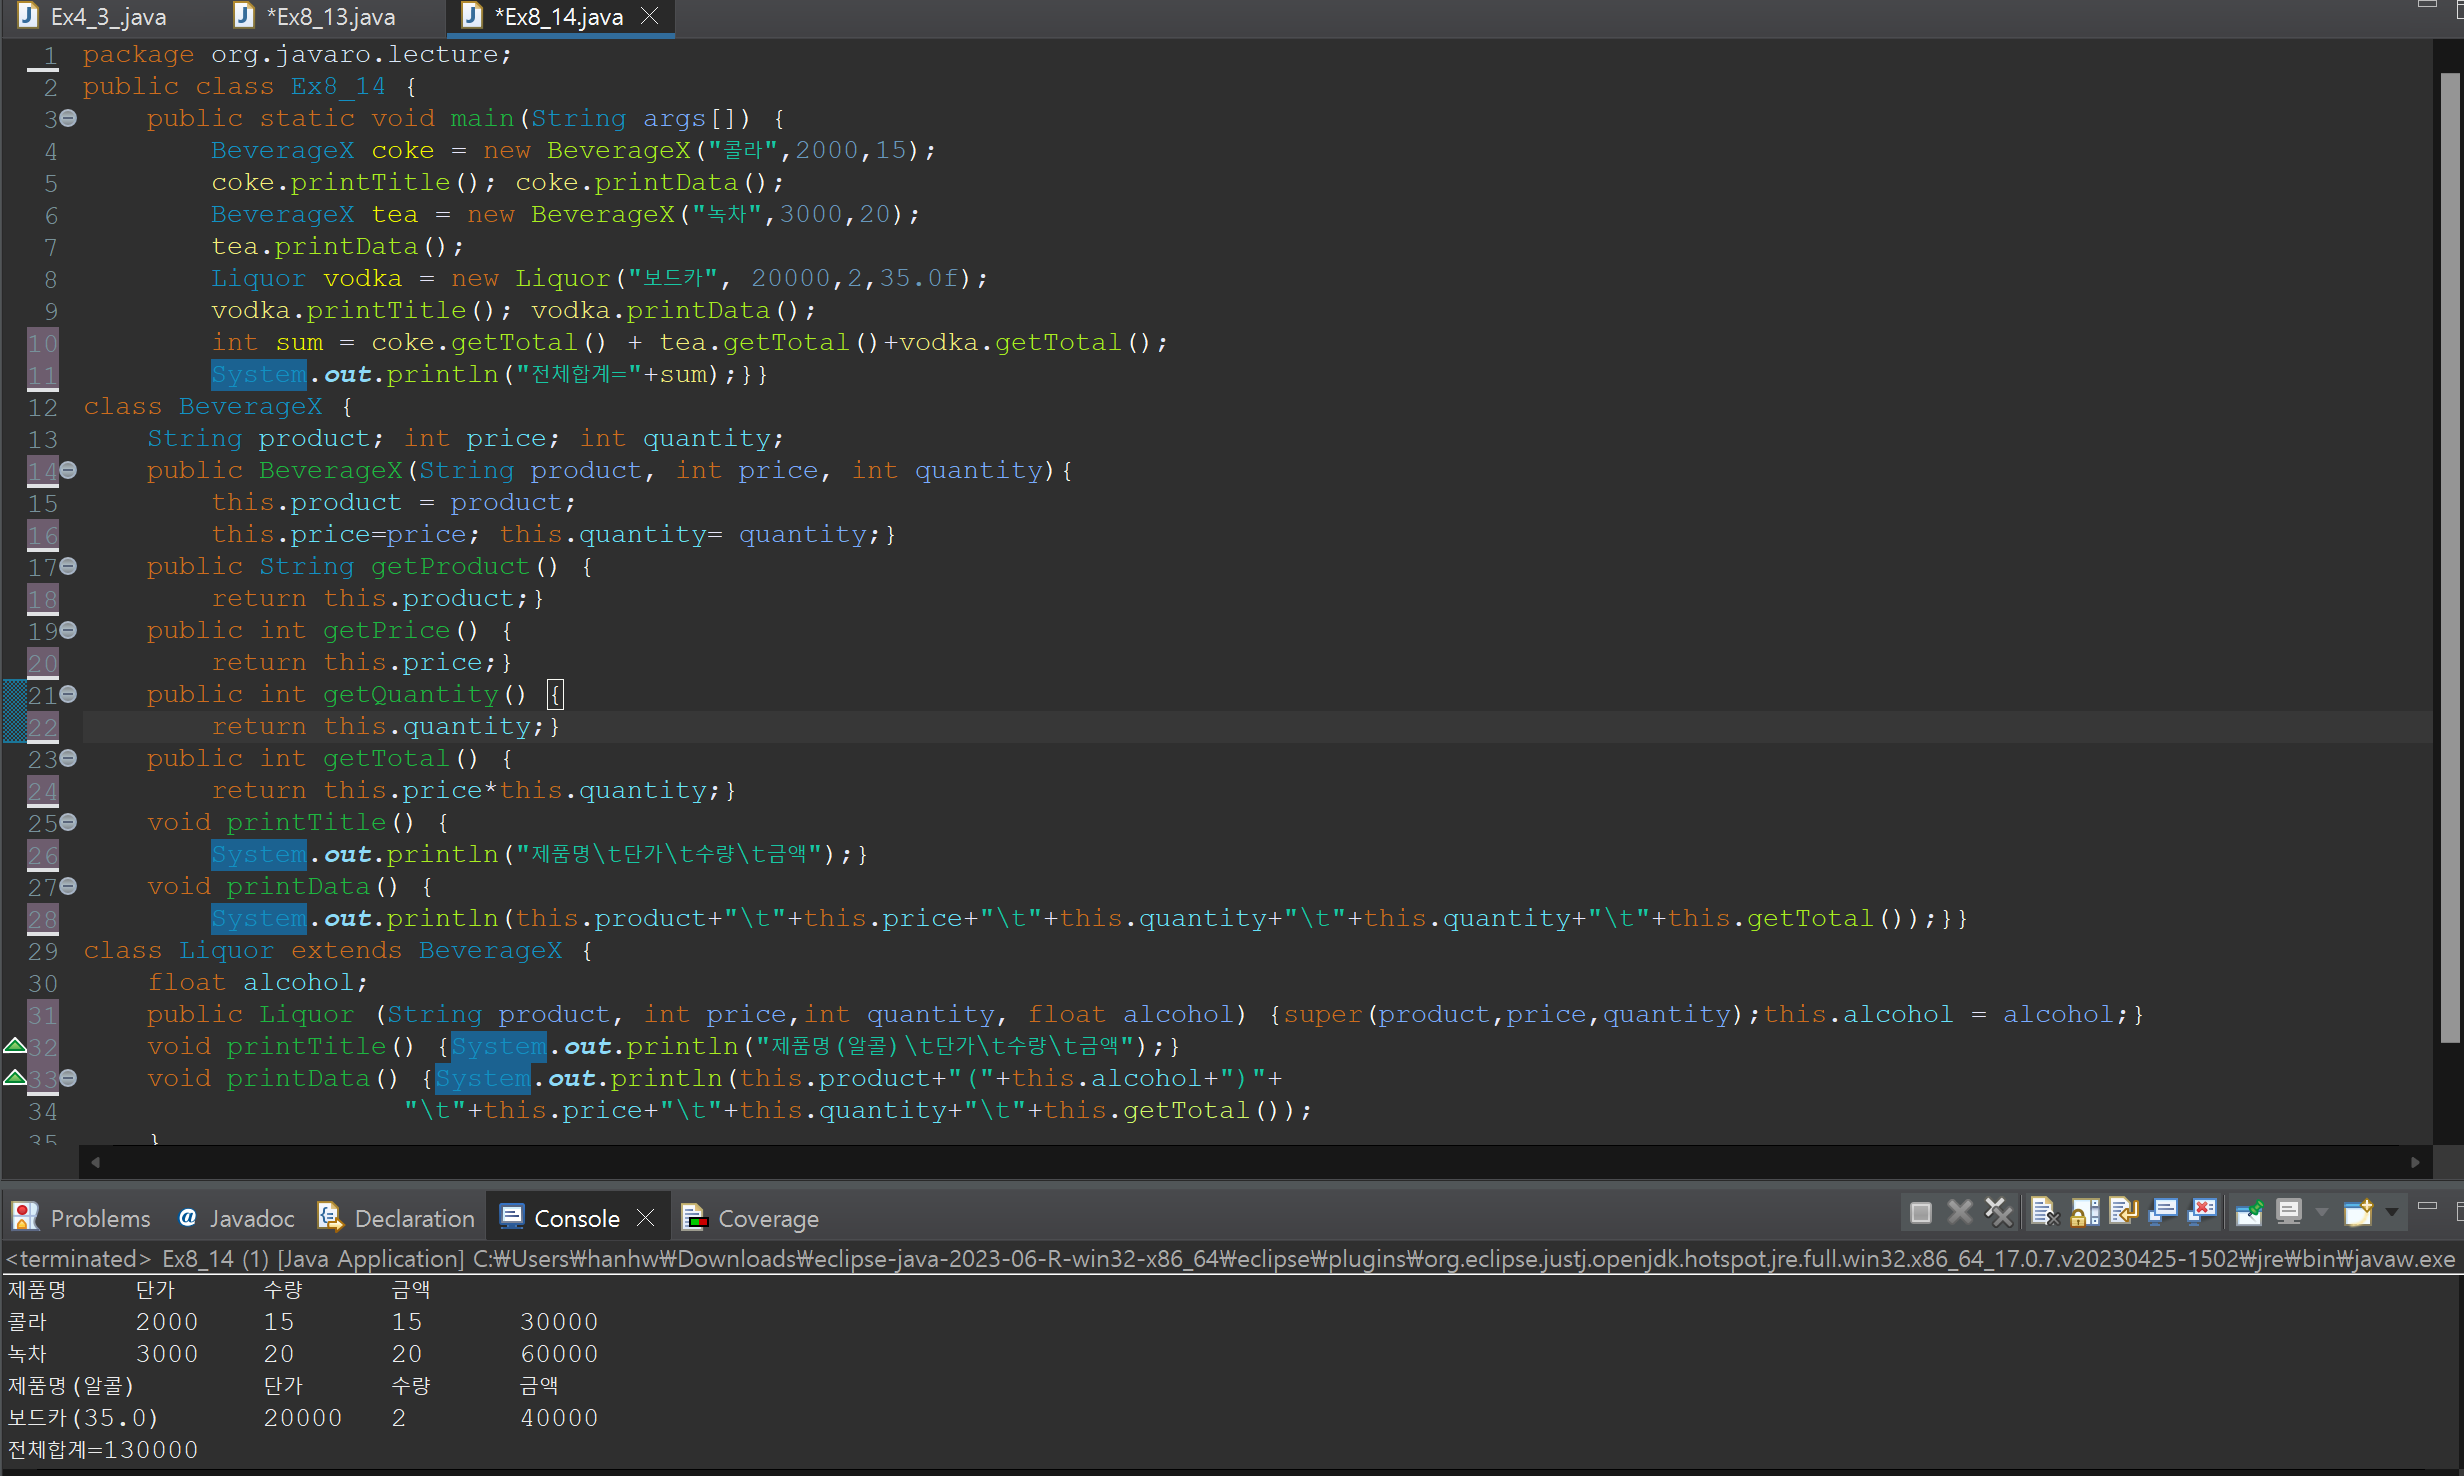 Ex4_3_.java *Ex8_13.java *Ex8_14.java
1 package org.javaro.lecture;
2 public class Ex8_14 {
3 public static void main(String args[]) {
4 BeverageX coke = new BeverageX("콜라",2000,15);
5 coke.printTitle(); coke.printData();
6 BeverageX tea = new BeverageX("녹차",3000,20);
7 tea.printData();
8 Liquor vodka = new Liquor("보드카", 20000,2,35.0f);
9 vodka.printTitle(); vodka.printData();
10 int sum = coke.getTotal() + tea.getTotal()+vodka.getTotal();
11 System.out.println("전체합계="+sum);}}
12 class BeverageX {
13 String product; int price; int quantity;
14 public BeverageX(String product, int price, int quantity){
15 this.product = product;
16 this.price=price; this.quantity= quantity;}
17 public String getProduct() {
18 return this.product;}
19 public int getPrice() {
20 return this.price;}
21 public int getQuantity() {
22 return this.quantity;}
23 public int getTotal() {
24 return this.price*this.quantity;}
25 void printTitle() {
26 System.out.println("제품명\t단가\t수량\t금액");}
27 void printData() {
28 System.out.println(this.product+"\t"+this.price+"\t"+this.quantity+"\t"+this.quantity+"\t"+this.getTotal());}}
29 class Liquor extends BeverageX {
30 float alcohol;
31 public Liquor (String product, int price,int quantity, float alcohol) {super(product,price,quantity);this.alcohol = alcohol;}
32 void printTitle() {System.out.println("제품명(알콜)\t단가\t수량\t금액");}
33 void printData() {System.out.println(this.product+"("+this.alcohol+")"+
34 "\t"+this.price+"\t"+this.quantity+"\t"+this.getTotal());
35 }
Problems Javadoc Declaration Console Coverage
<terminated> Ex8_14 (1) [Java Application] C:₩Users₩hanhw₩Downloads₩eclipse-java-2023-06-R-win32-x86_64₩eclipse₩plugins₩org.eclipse.justj.openjdk.hotspot.jre.full.win32.x86_64_17.0.7.v20230425-1502₩jre₩bin₩javaw.exe
제품명 단가 수량 금액
콜라 2000 15 15 30000
녹차 3000 20 20 60000
제품명(알콜) 단가 수량 금액
보드카(35.0) 20000 2 40000
전체합계=130000